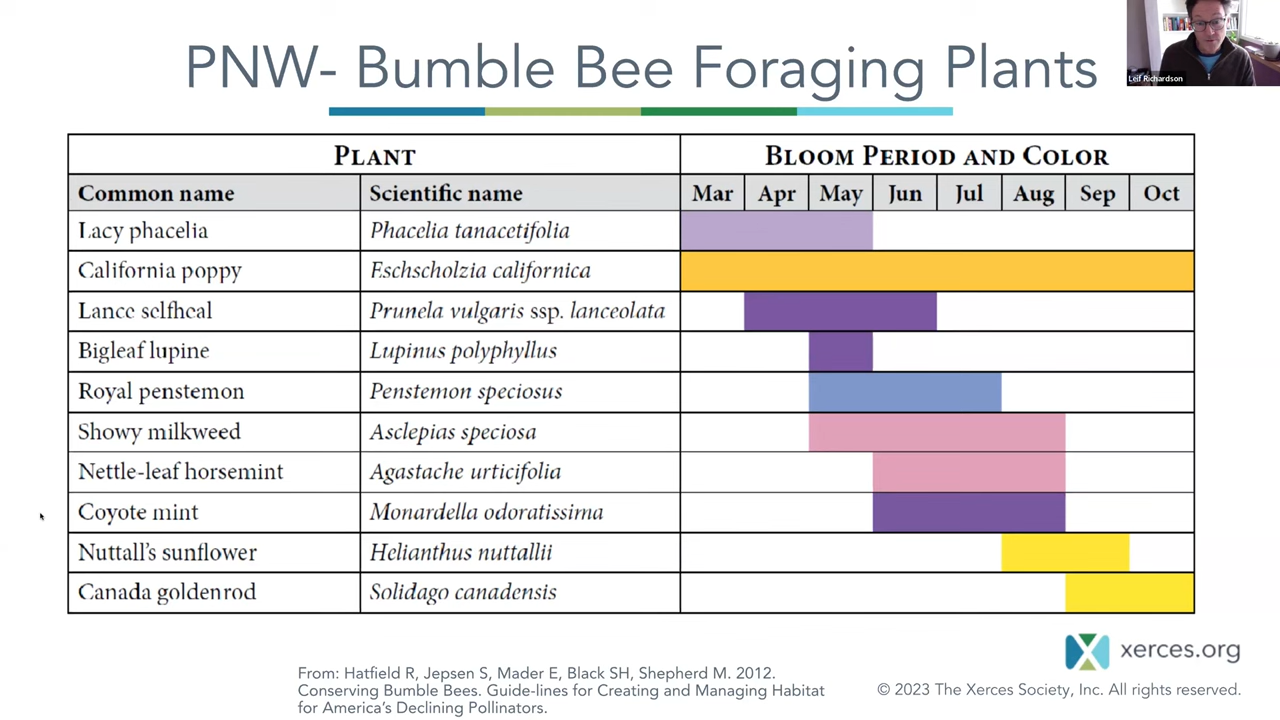 PNW- Bumble Bee Foraging Plants
Leif Richardson
PLANT BLOOM PERIOD AND COLOR
Common name Scientific name Mar Apr May Jun Jul Aug Sep Oct
Lacy phacelia Phacelia tanacetifolia
California poppy Eschscholzia californica
Lance selfheal Prunela vulgaris ssp. lanceolata
Bigleaf lupine Lupinus polyphyllus
Royal penstemon Penstemon speciosus
Showy milkweed Asclepias speciosa
Nettle-leaf horsemint Agastache urticifolia
Coyote mint Monardella odoratissima
Nuttall's sunflower Helianthus nuttallii
Canada goldenrod Solidago canadensis
xerces.org
From: Hatfield R, Jepsen S, Mader E, Black SH, Shepherd M. 2012.
Conserving Bumble Bees. Guide-lines for Creating and Managing Habitat
for America's Declining Pollinators.
© 2023 The Xerces Society, Inc. All rights reserved.